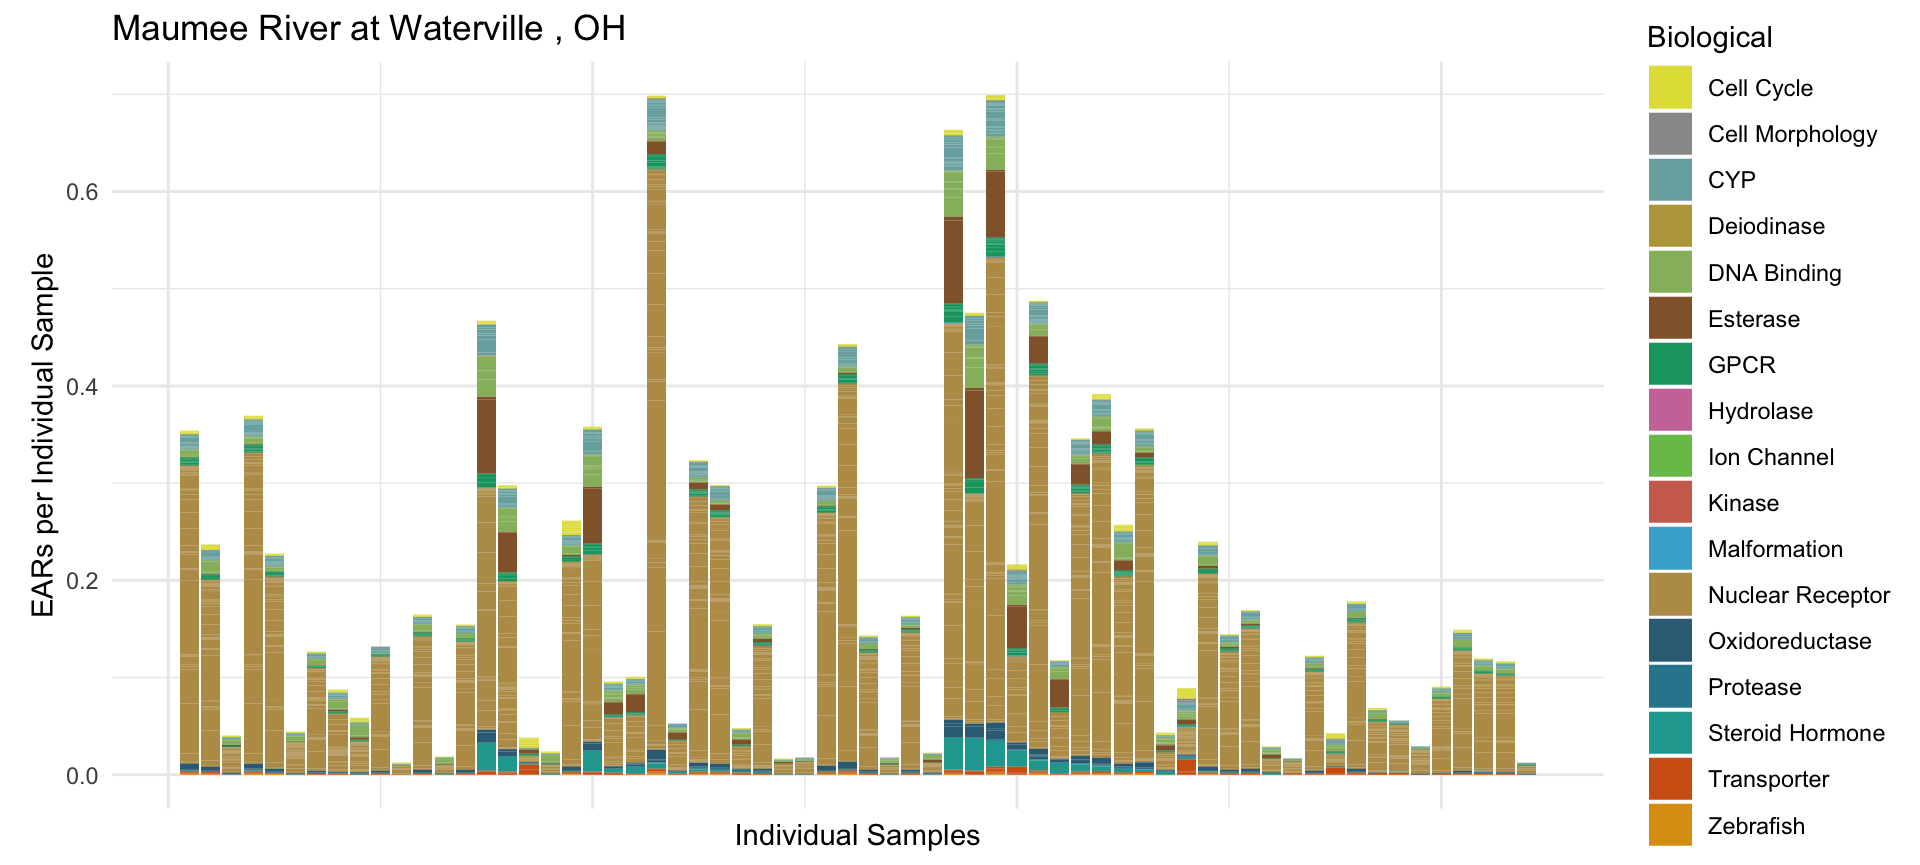 Maumee River at Waterville , OH
EARs per Individual Sample
0.6
0.4
0.2
0.0
Individual Samples
Biological
Cell Cycle
Cell Morphology
CYP
Deiodinase
DNA Binding
Esterase
GPCR
Hydrolase
Ion Channel
Kinase
Malformation
Nuclear Receptor
Oxidoreductase
Protease
Steroid Hormone
Transporter
Zebrafish